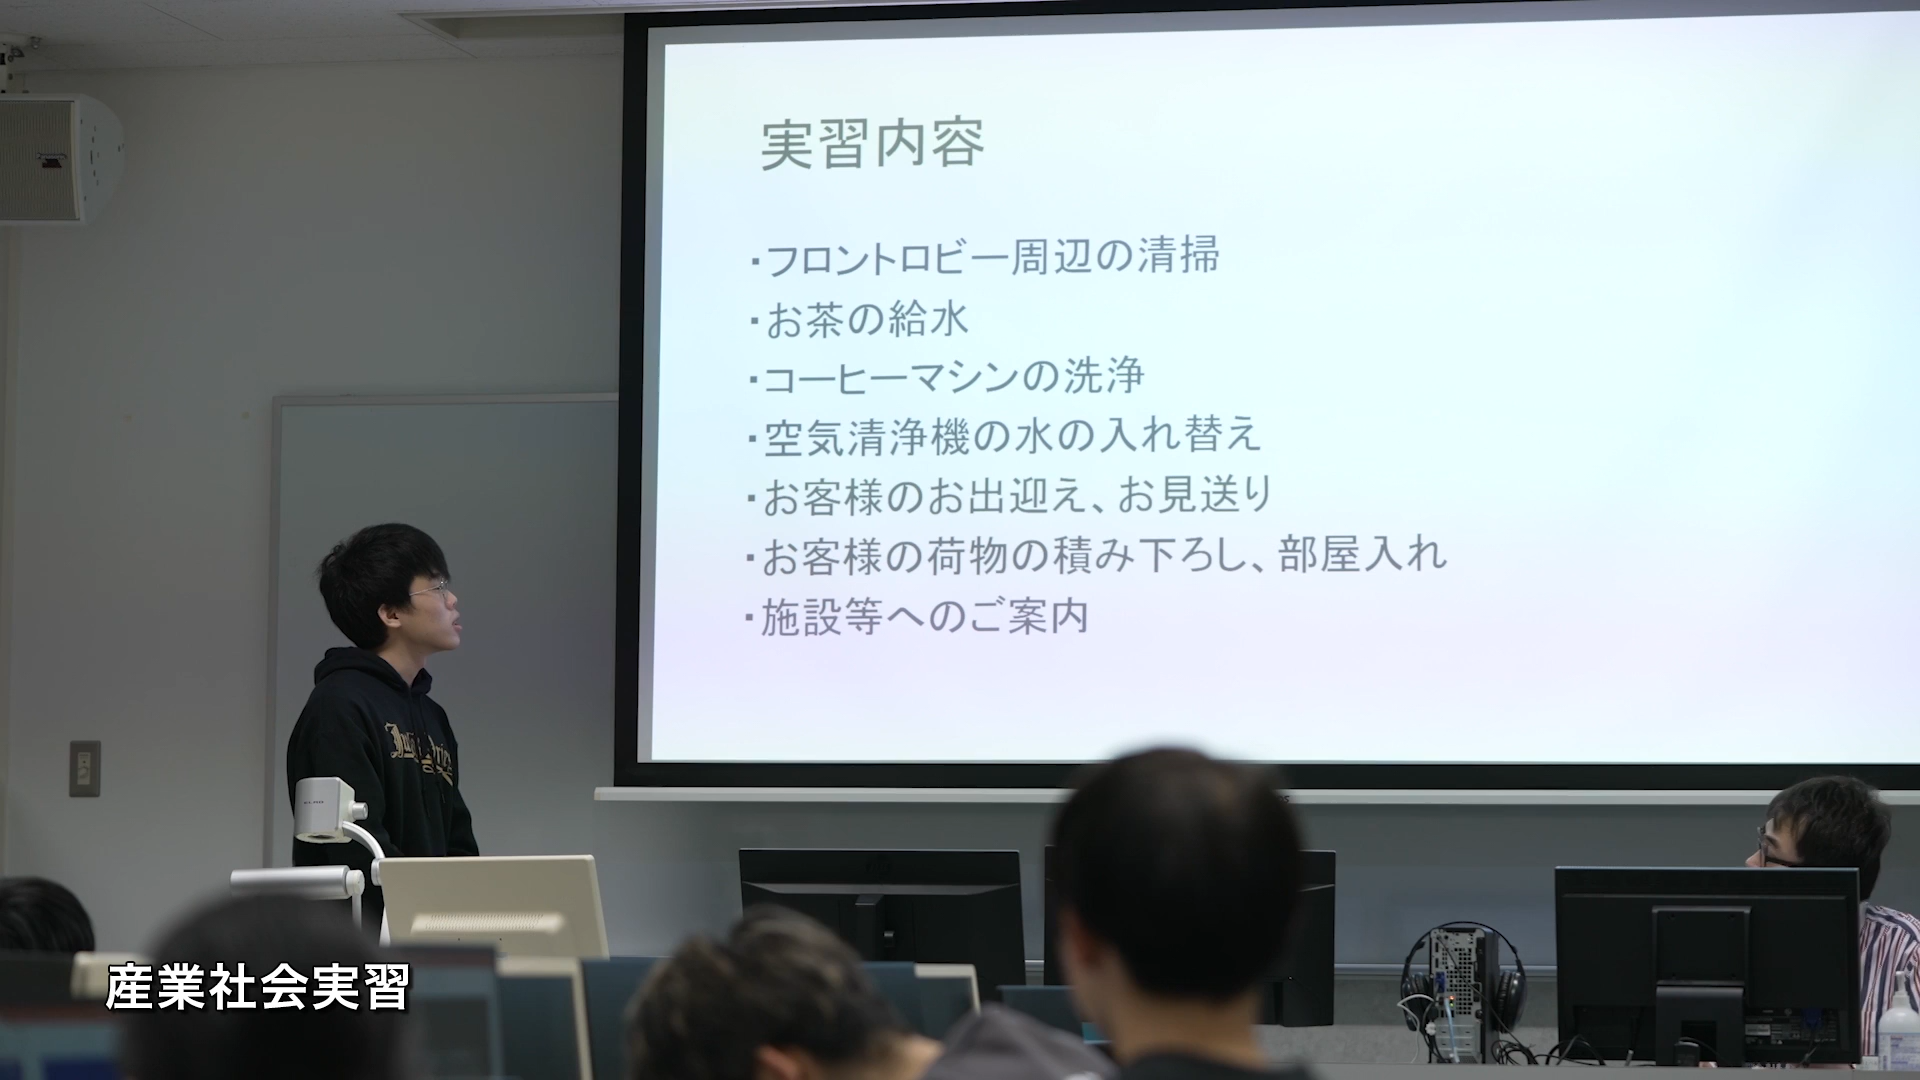 実習内容
・フロントロビー周辺の清掃
・お茶の給水
・コーヒーマシンの洗浄
・空気清浄機の水の入れ替え
・お客様のお出迎え、お見送り
・お客様の荷物の積み下ろし、部屋入れ
・施設等へのご案内
産業社会実習